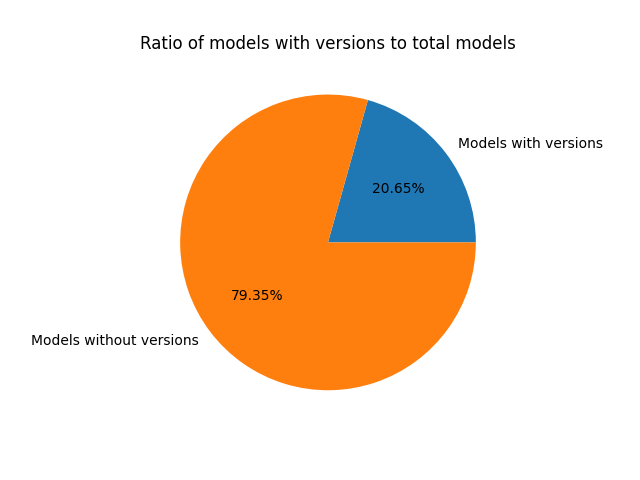 Ratio of models with versions to total models
Models with versions
20.65%
79.35%
Models without versions